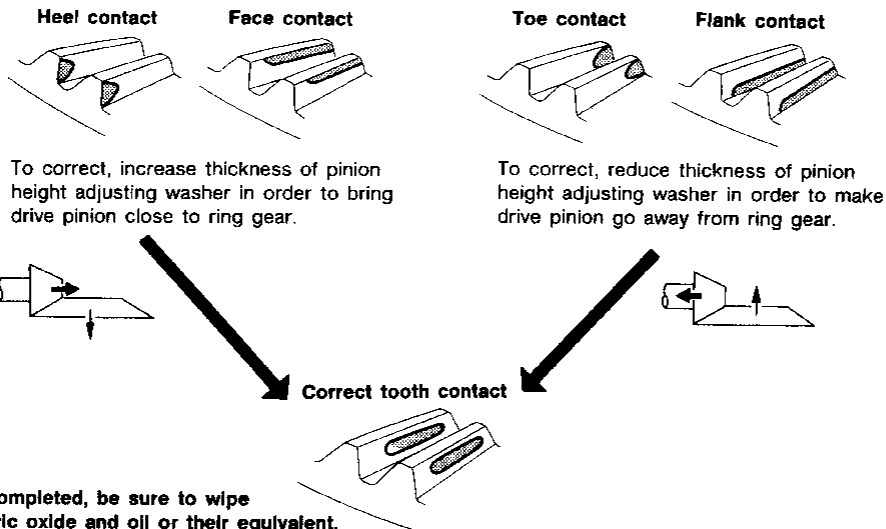 Heel contact
Face contact
Toe contact
Flank contact
To correct, increase thickness of pinion
height adjusting washer in order to bring
drive pinion close to ring gear.
To correct, reduce thickness of pinion
height adjusting washer in order to make
drive pinion go away from ring gear.
Correct tooth contact
be sure to wipe
oxide and oil or their equivalent.